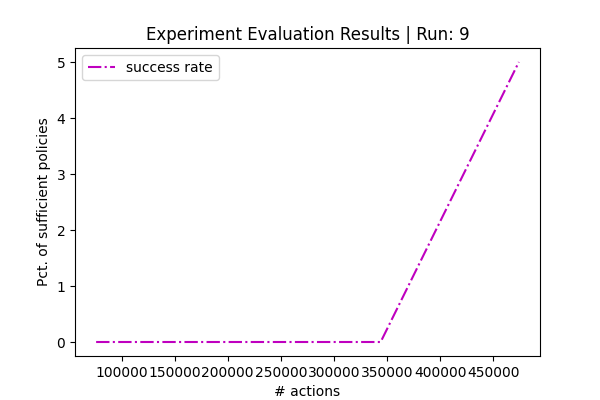 Experiment Evaluation Results | Run: 9
success rate
Pct. of sufficient policies
5
4
3
2
1
0
100000 150000 200000 250000 300000 350000 400000 450000
# actions